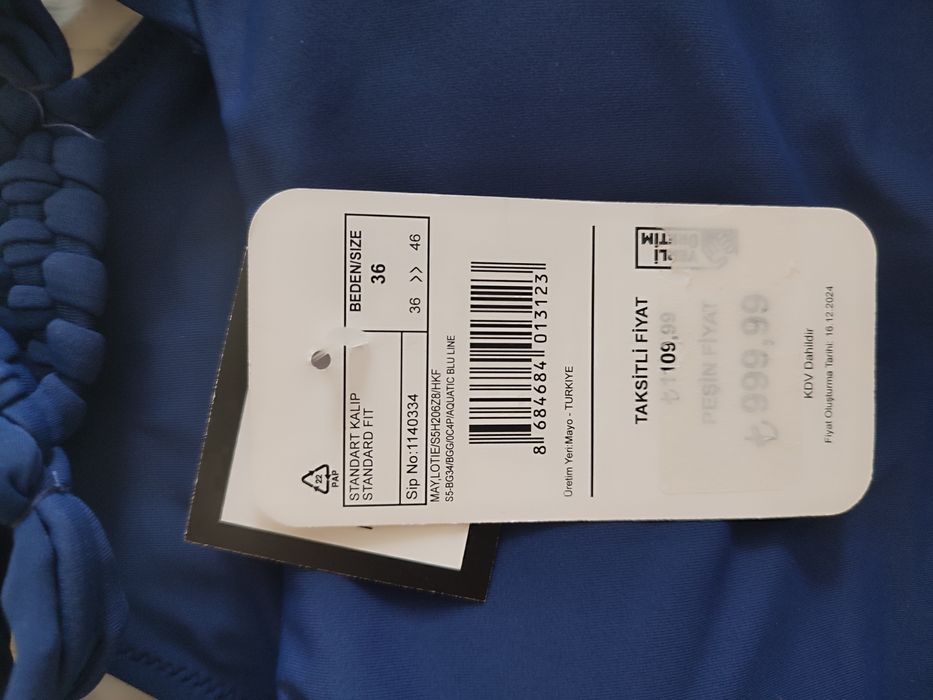 STANDART KALIP
STANDARD FIT
BEDEN/SIZE
36
Sip No:1140334
36 >> 46
MAY,LOTIE/S5H206Z8/HKF
S5-BG34/BGG/0C4P/AQUATIC BLU LINE
8 684684 013123
Üretim Yeri:Mayo - TURKIYE
TAKSİTLİ FİYAT
₺1109,99
PEŞİN FİYAT
₺999,99
KDV Dahildir
Fiyat Oluşturma Tarihi: 16.12.2024
22
PAP